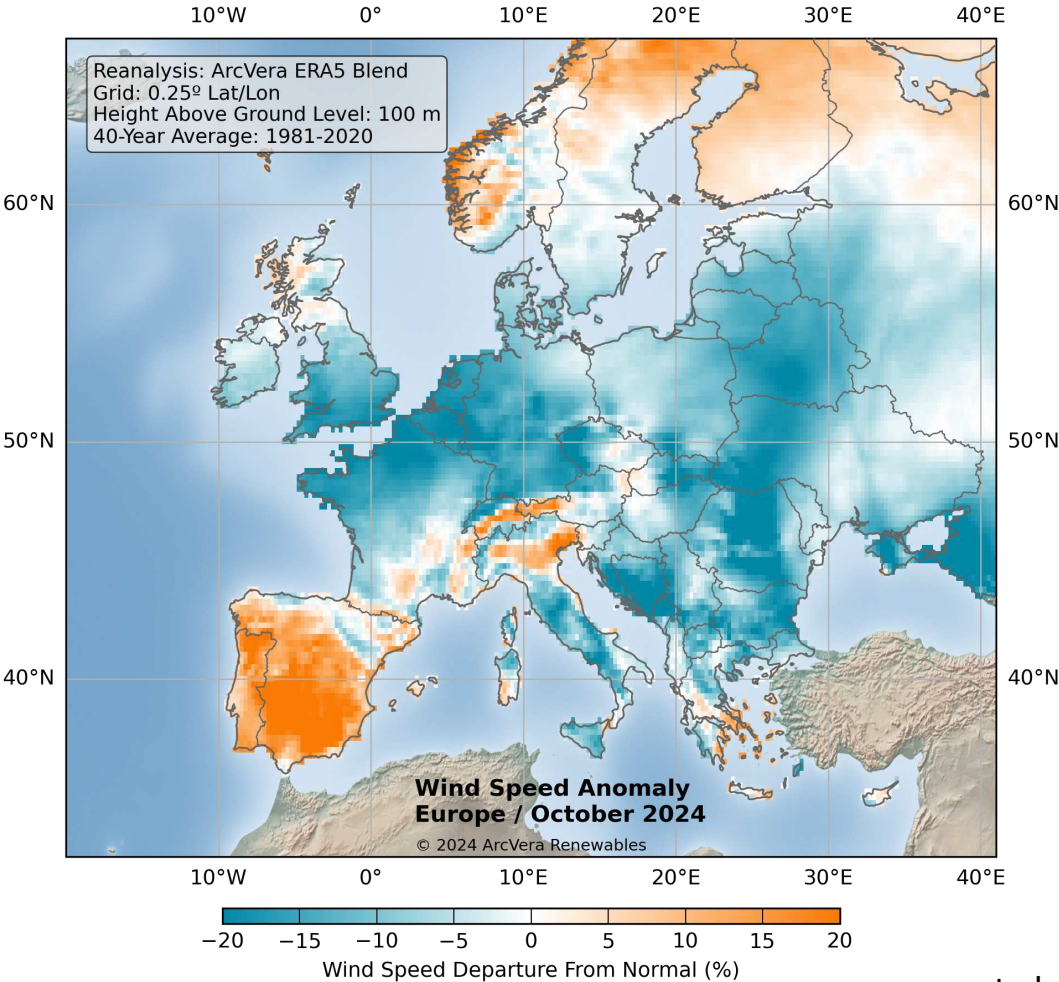 10°W 0° 10°E 20°E 30°E 40°E
Reanalysis: ArcVera ERA5 Blend
Grid: 0.25º Lat/Lon
Height Above Ground Level: 100 m
40-Year Average: 1981-2020
60°N 60°N
50°N 50°N
40°N 40°N
Wind Speed Anomaly
Europe / October 2024
© 2024 ArcVera Renewables
10°W 0° 10°E 20°E 30°E 40°E
−20 −15 −10 −5 0 5 10 15 20
Wind Speed Departure From Normal (%)